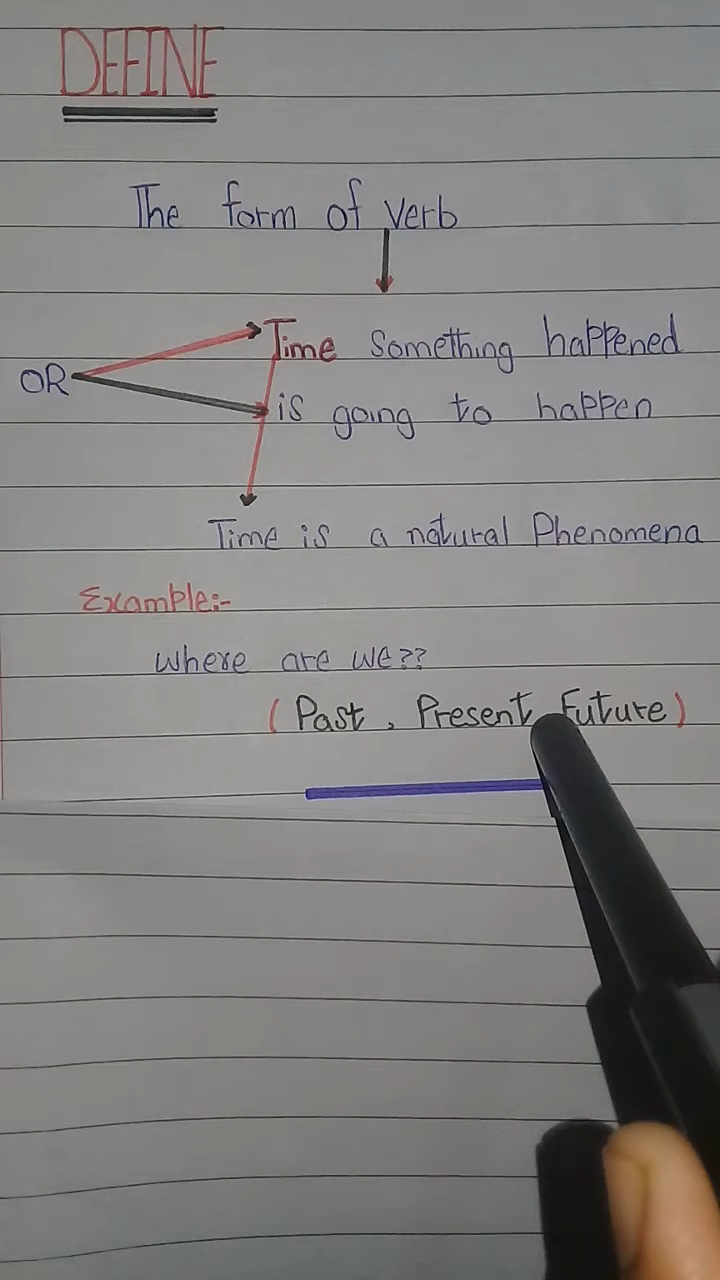 DEFINE
The form of verb
Time Something happened
OR
is going to happen
Time is a natural Phenomena
Example:-
where are we??
(Past, Present Future)